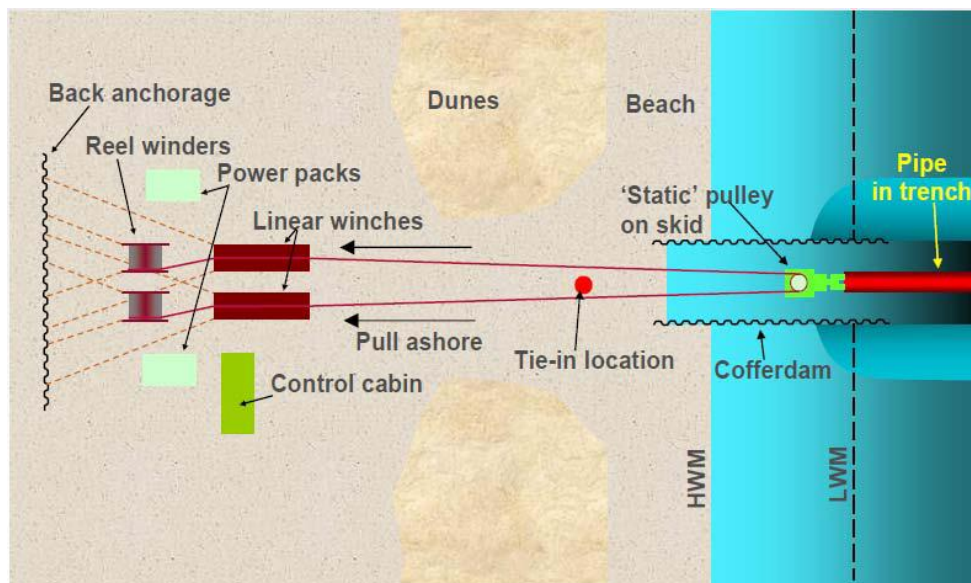 Back anchorage
Reel winders
Power packs
Linear winches
Dunes
Beach
'Static' pulley
on skid
Pipe
in trench
Pull ashore
Control cabin
Tie-in location
Cofferdam
HWM
LWM